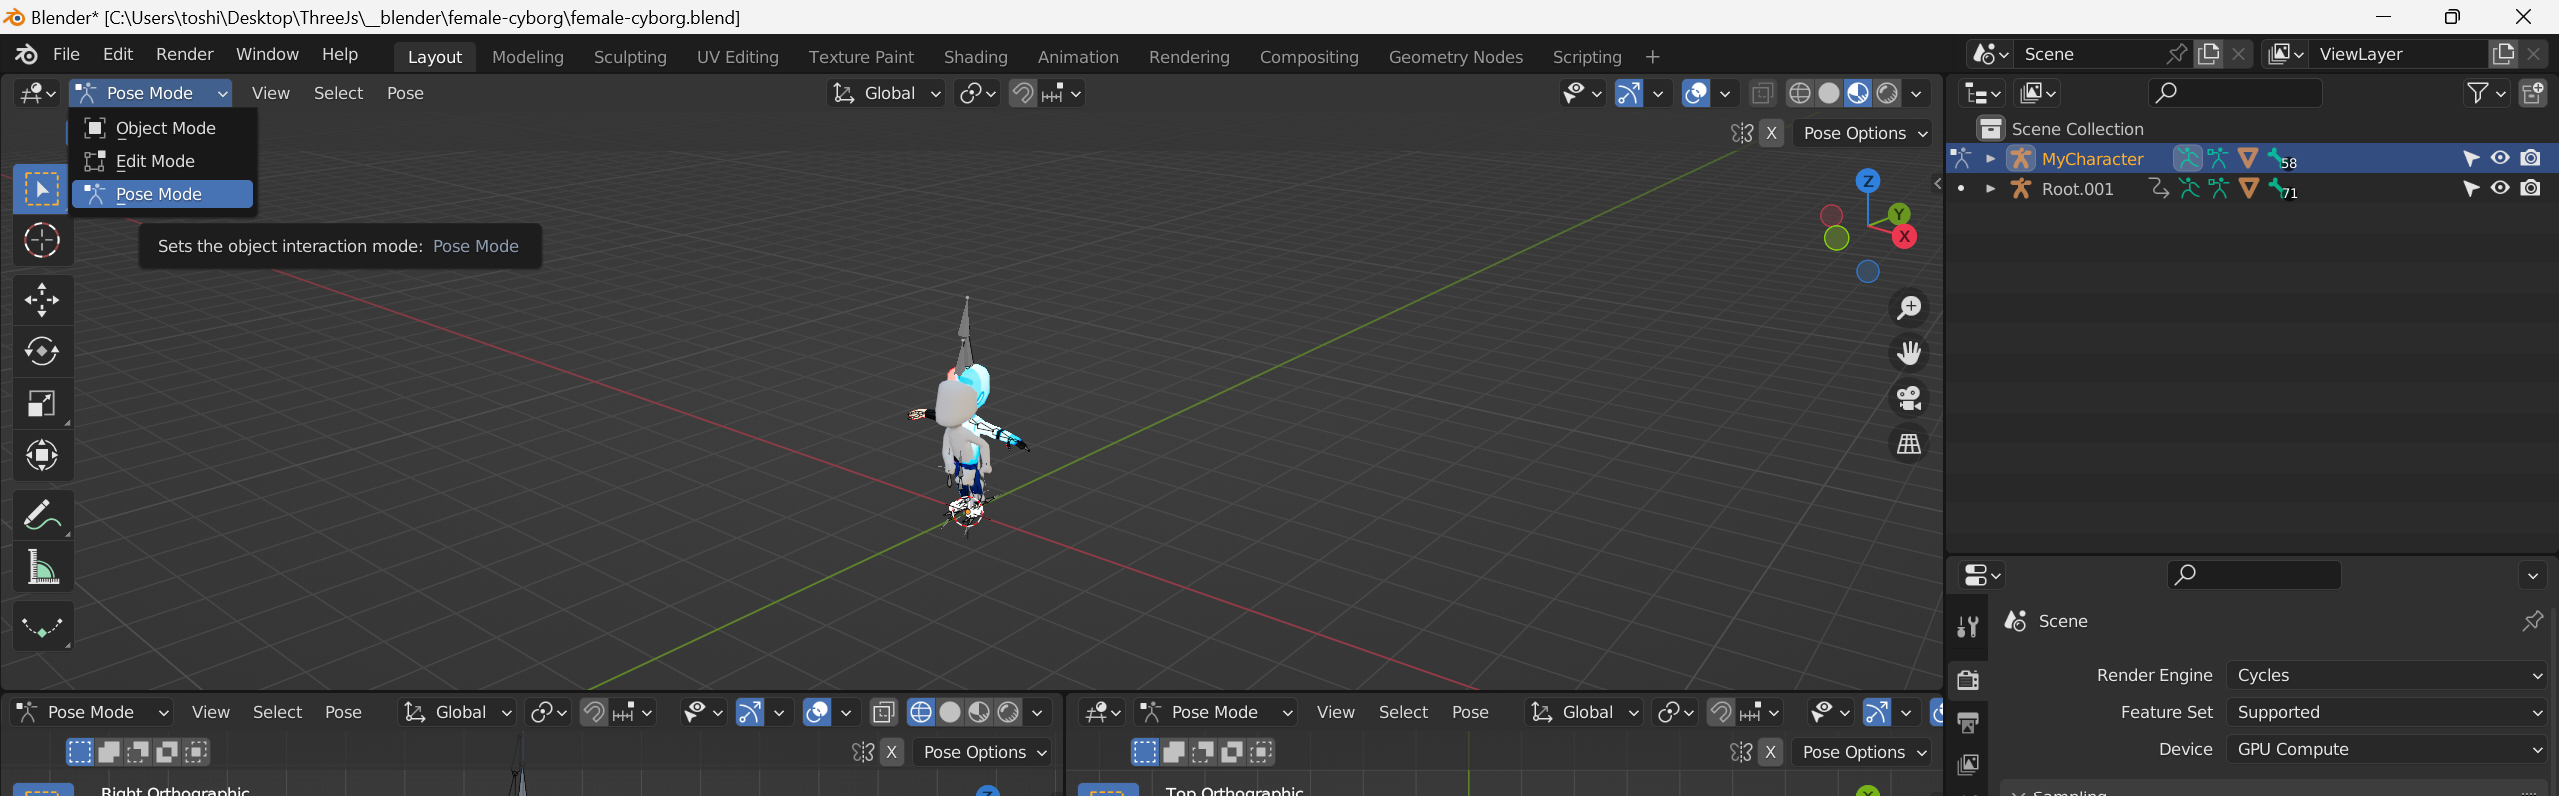 Blender* [C:\Users\toshi\Desktop\ThreeJs\__blender\female-cyborg\female-cyborg.blend]
File Edit Render Window Help Layout Modeling Sculpting UV Editing Texture Paint Shading Animation Rendering Compositing Geometry Nodes Scripting + Scene ViewLayer
Pose Mode View Select Pose Global
Object Mode
Edit Mode
Pose Mode
Sets the object interaction mode: Pose Mode
X Pose Options
Z
Y
X
Scene Collection
MyCharacter 58
Root.001 71
Scene
Render Engine Cycles
Feature Set Supported
Device GPU Compute
Sampling
Pose Mode View Select Pose Global
X Pose Options
Right Orthographic
Z
Pose Mode View Select Pose Global
X Pose Options
Top Orthographic
Y